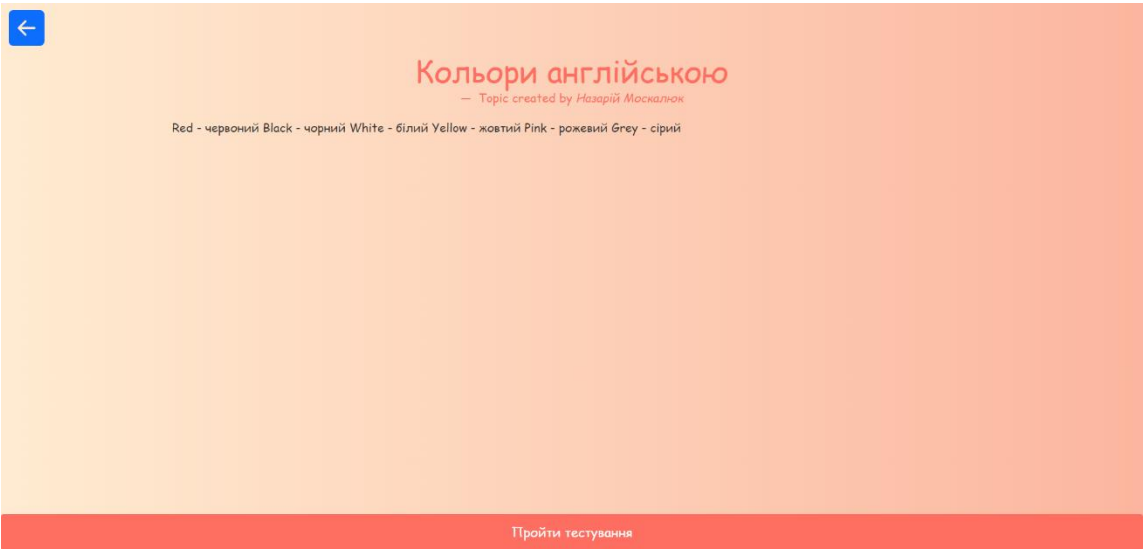 Кольори англійською
— Topic created by Назарій Москалюк
Red - червоний Black - чорний White - білий Yellow - жовтий Pink - рожевий Grey - сірий
Пройти тестування